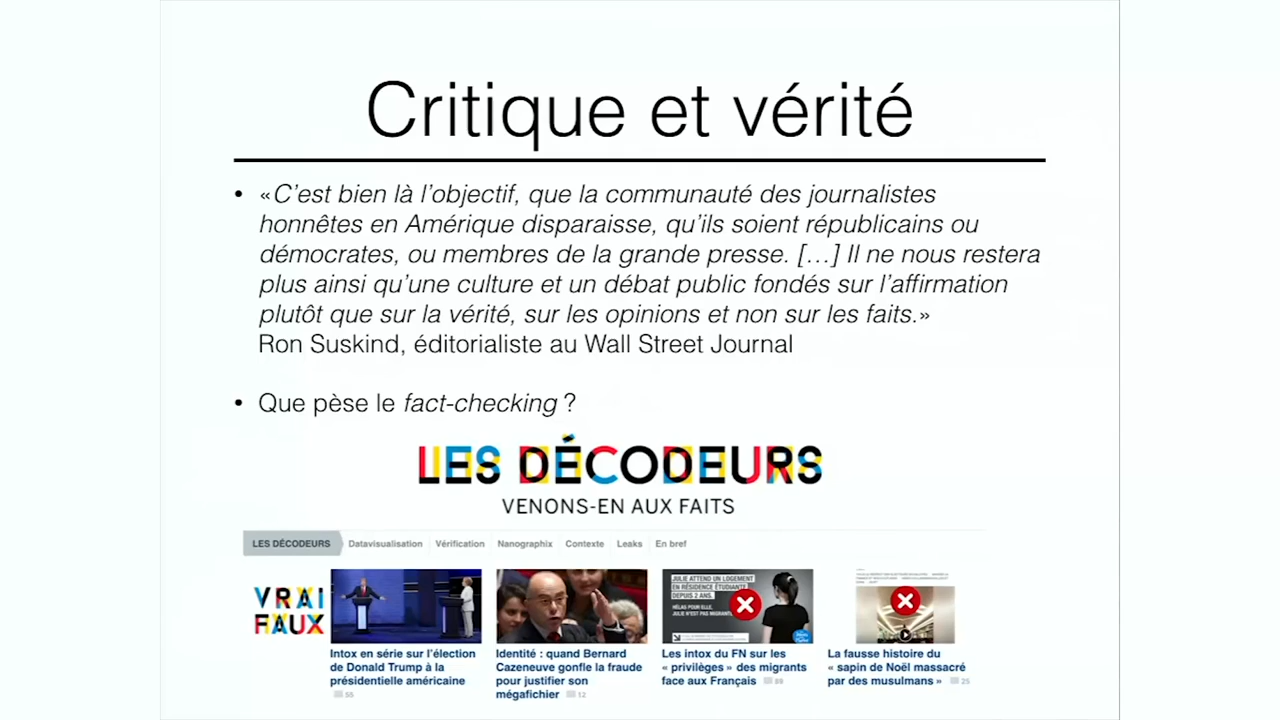 Critique et vérité
• «C’est bien là l’objectif, que la communauté des journalistes
honnêtes en Amérique disparaisse, qu’ils soient républicains ou
démocrates, ou membres de la grande presse. […] Il ne nous restera
plus ainsi qu’une culture et un débat public fondés sur l’affirmation
plutôt que sur la vérité, sur les opinions et non sur les faits.»
Ron Suskind, éditorialiste au Wall Street Journal
• Que pèse le fact-checking ?
LES DÉCODEURS
VENONS-EN AUX FAITS
LES DÉCODEURS Datavisualisation Vérification Nanographix Contexte Leaks En bref
VRAI
FAUX
JULIE ATTEND UN LOGEMENT
EN RÉSIDENCE ÉTUDIANTE
DEPUIS 2 ANS.
HÉLAS POUR ELLE,
JULIE N'EST PAS MIGRANTE
Intox en série sur l’élection
de Donald Trump à la
présidentielle américaine
55
Identité : quand Bernard
Cazeneuve gonfle la fraude
pour justifier son
mégafichier 12
Les intox du FN sur les
« privilèges » des migrants
face aux Français 89
La fausse histoire du
« sapin de Noël massacré
par des musulmans » 25